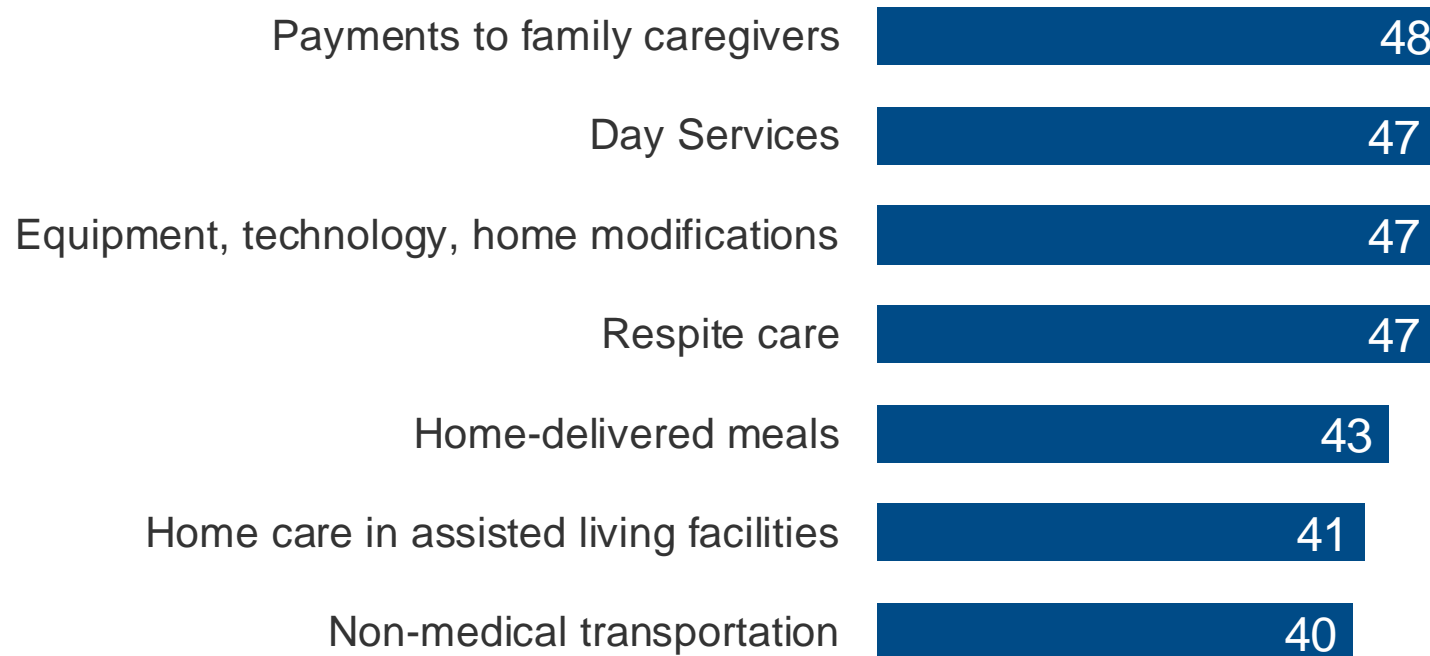 Payments to family caregivers 48
Day Services 47
Equipment, technology, home modifications 47
Respite care 47
Home-delivered meals 43
Home care in assisted living facilities 41
Non-medical transportation 40